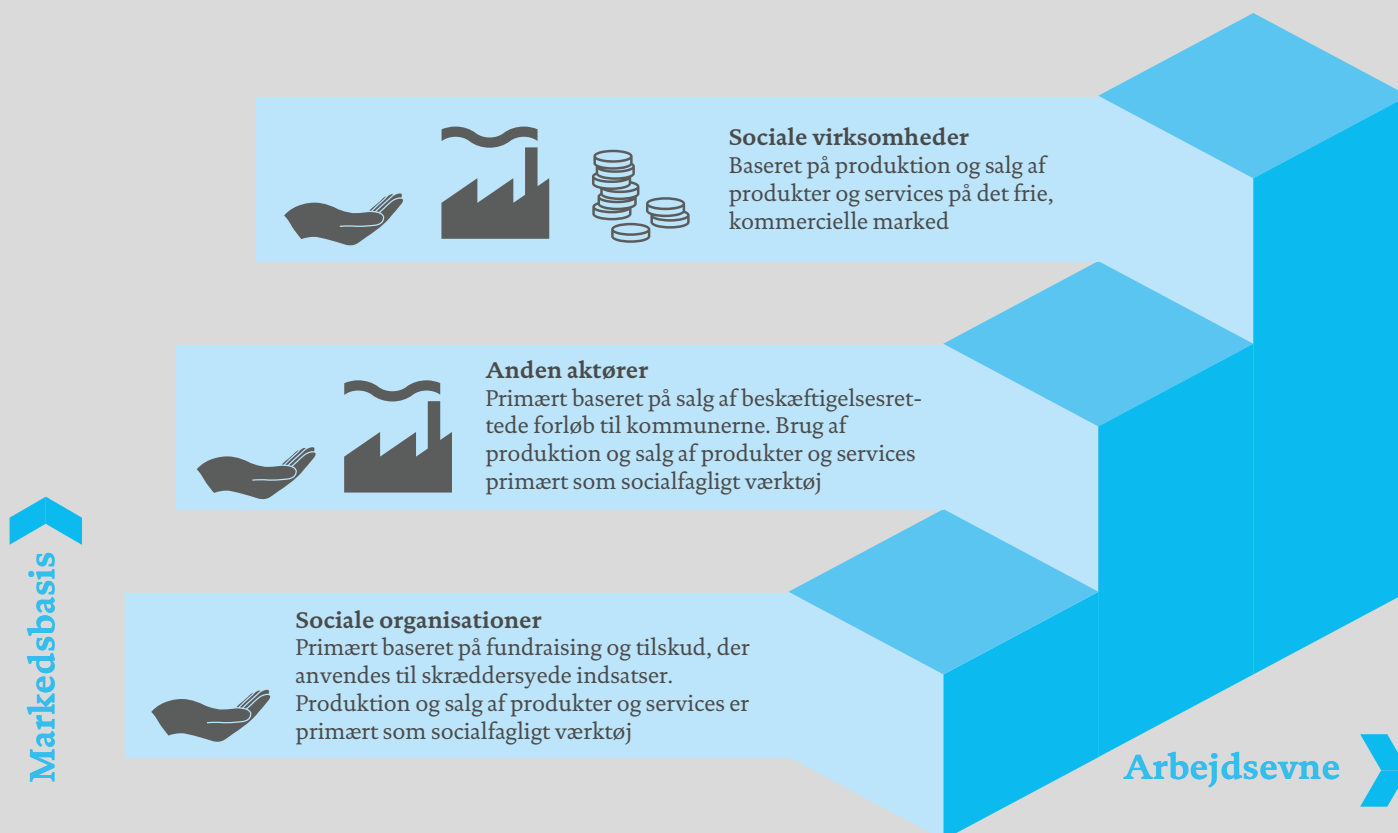 Sociale virksomheder
Baseret på produktion og salg af
produkter og services på det frie,
kommercielle marked
Anden aktører
Primært baseret på salg af beskæftigelsesret-
tede forløb til kommunerne. Brug af
produktion og salg af produkter og services
primært som socialfagligt værktøj
Sociale organisationer
Primært baseret på fundraising og tilskud, der
anvendes til skræddersyede indsatser.
Produktion og salg af produkter og services er
primært som socialfagligt værktøj
Markedsbasis
Arbejdsevne